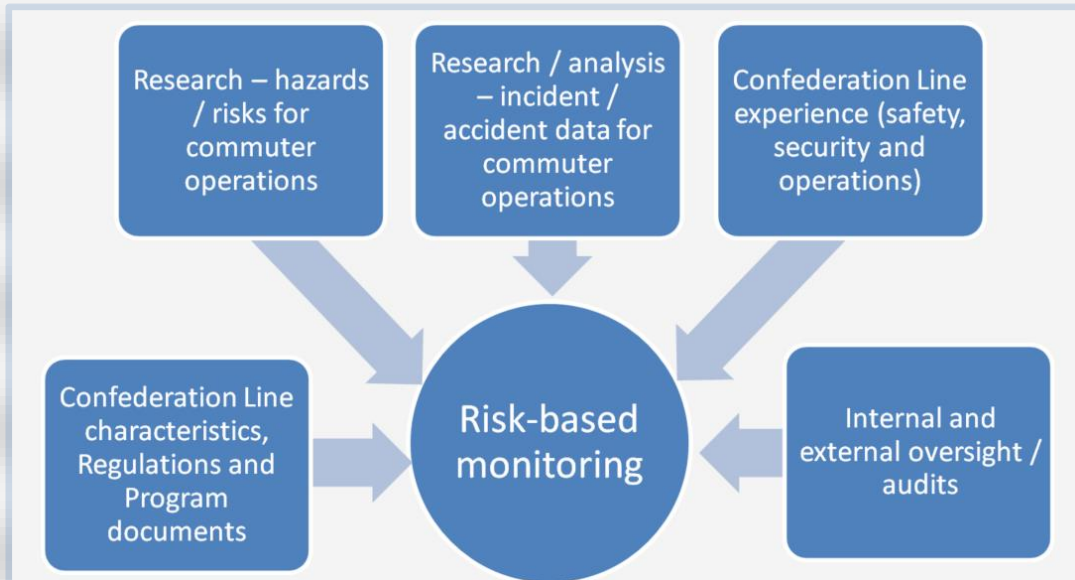 Research – hazards
/ risks for
commuter
operations
Research / analysis
– incident /
accident data for
commuter
operations
Confederation Line
experience (safety,
security and
operations)
Confederation Line
characteristics,
Regulations and
Program
documents
Risk-based
monitoring
Internal and
external oversight /
audits